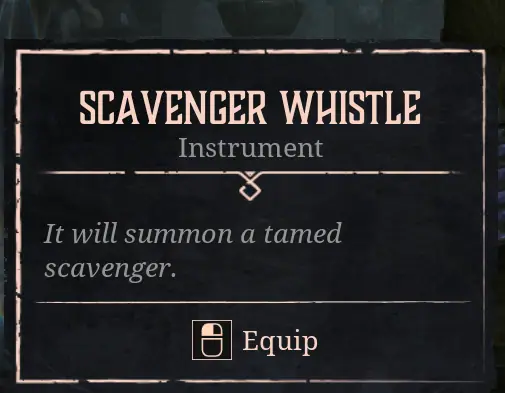 SCAVENGER WHISTLE
Instrument
It will summon a tamed
scavenger.
Equip